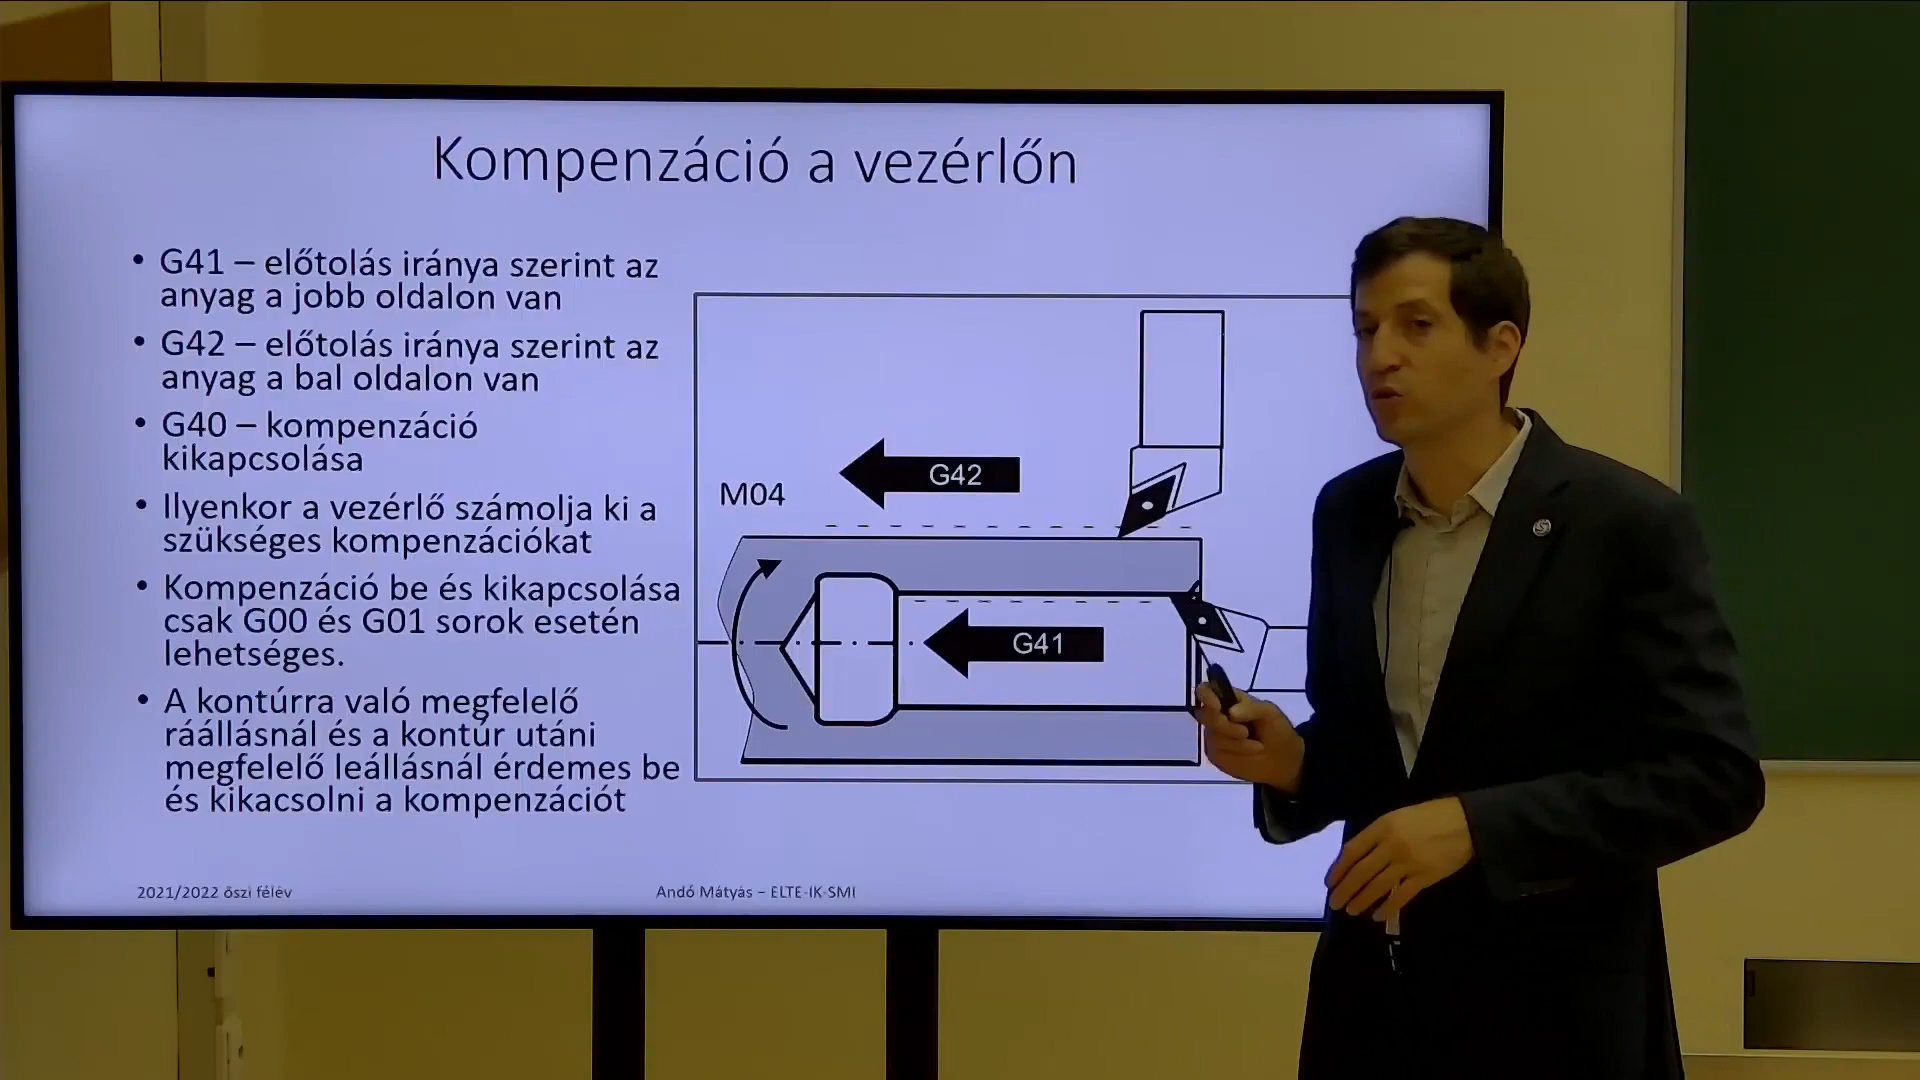 Kompenzáció a vezérlőn
• G41 – előtolás iránya szerint az
anyag a jobb oldalon van
• G42 – előtolás iránya szerint az
anyag a bal oldalon van
• G40 – kompenzáció
kikapcsolása
• Ilyenkor a vezérlő számolja ki a
szükséges kompenzációkat
• Kompenzáció be és kikapcsolása
csak G00 és G01 sorok esetén
lehetséges.
• A kontúrra való megfelelő
ráállásnál és a kontúr utáni
megfelelő leállásnál érdemes be
és kikacsolni a kompenzációt
G42
M04
G41
2021/2022 őszi félév
Andó Mátyás – ELTE-IK-SMI